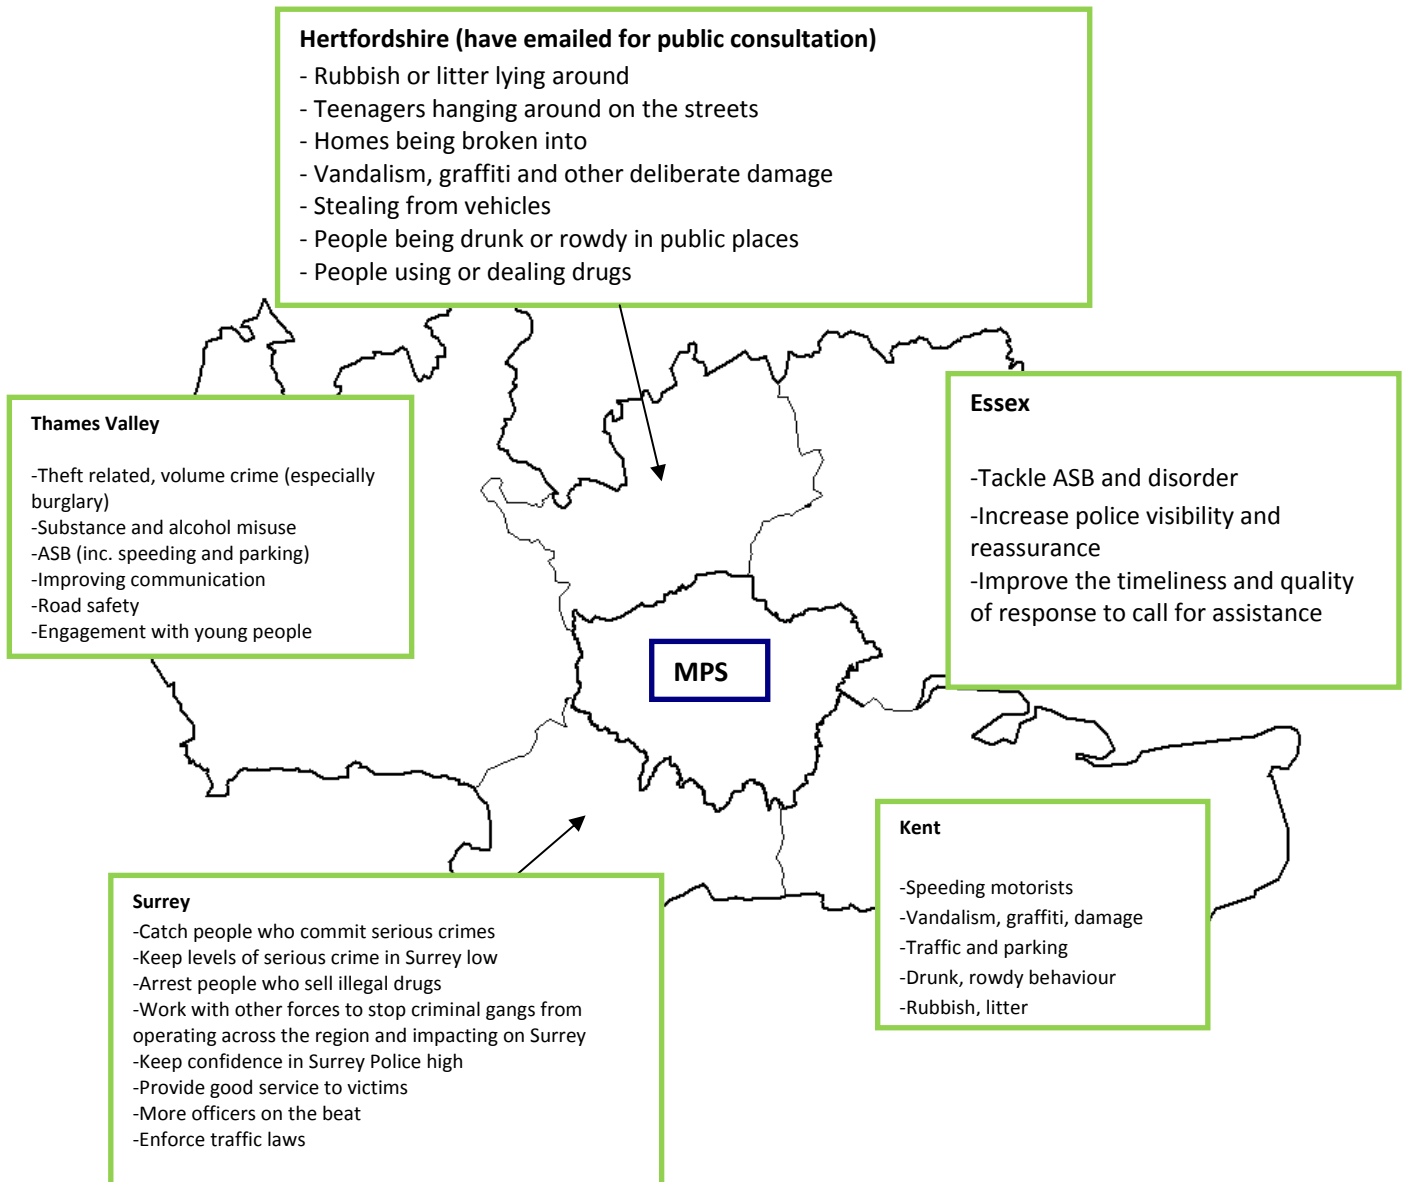 Hertfordshire (have emailed for public consultation)
- Rubbish or litter lying around
- Teenagers hanging around on the streets
- Homes being broken into
- Vandalism, graffiti and other deliberate damage
- Stealing from vehicles
- People being drunk or rowdy in public places
- People using or dealing drugs
Thames Valley
-Theft related, volume crime (especially
burglary)
-Substance and alcohol misuse
-ASB (inc. speeding and parking)
-Improving communication
-Road safety
-Engagement with young people
Essex
-Tackle ASB and disorder
-Increase police visibility and
reassurance
-Improve the timeliness and quality
of response to call for assistance
MPS
Kent
-Speeding motorists
-Vandalism, graffiti, damage
-Traffic and parking
-Drunk, rowdy behaviour
-Rubbish, litter
Surrey
-Catch people who commit serious crimes
-Keep levels of serious crime in Surrey low
-Arrest people who sell illegal drugs
-Work with other forces to stop criminal gangs from
operating across the region and impacting on Surrey
-Keep confidence in Surrey Police high
-Provide good service to victims
-More officers on the beat
-Enforce traffic laws